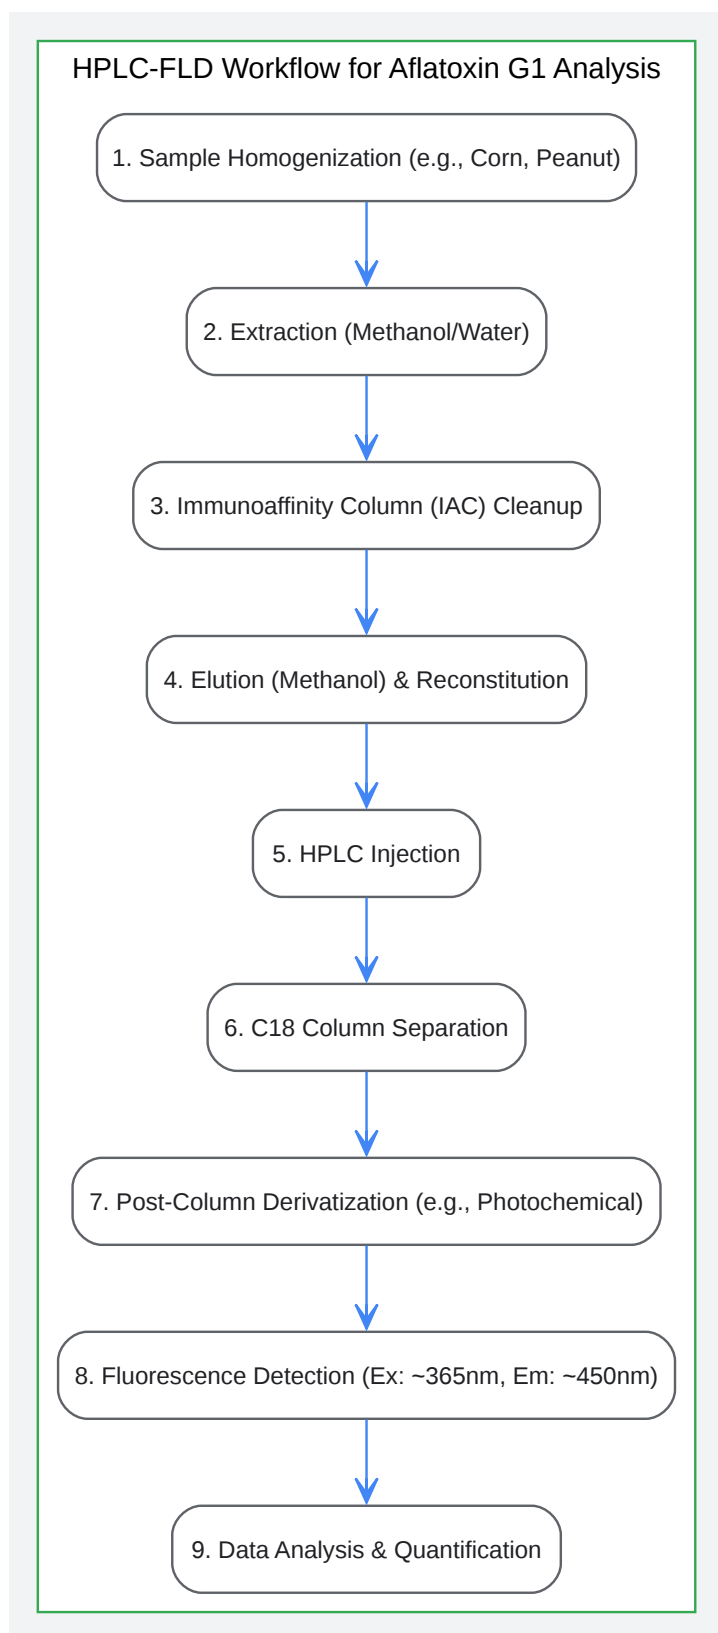 HPLC-FLD Workflow for Aflatoxin G1 Analysis
1. Sample Homogenization (e.g., Corn, Peanut)
2. Extraction (Methanol/Water)
3. Immunoaffinity Column (IAC) Cleanup
4. Elution (Methanol) & Reconstitution
5. HPLC Injection
6. C18 Column Separation
7. Post-Column Derivatization (e.g., Photochemical)
8. Fluorescence Detection (Ex: ~365nm, Em: ~450nm)
9. Data Analysis & Quantification